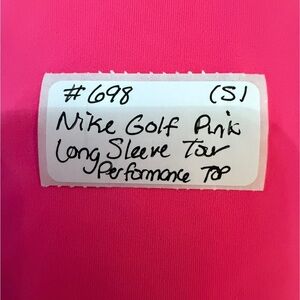 #698 (S)
Nike Golf Pink
Long Sleeve Tour
Performance Top